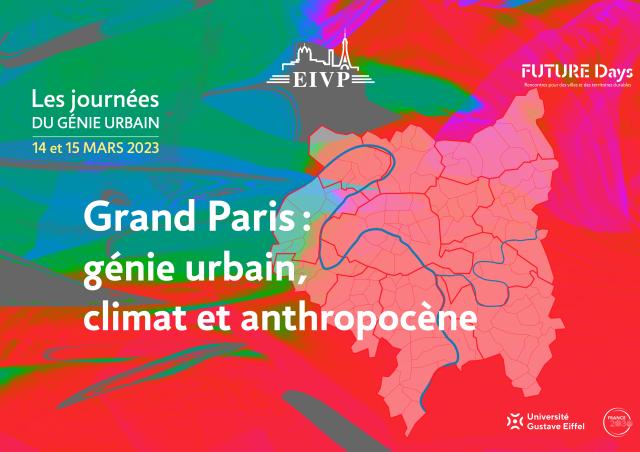 EIVP
FUTURE Days
Rencontres pour des villes et des territoires durables
Les journées
DU GÉNIE URBAIN
14 et 15 MARS 2023
Grand Paris :
génie urbain,
climat et anthropocène
Université
Gustave Eiffel
FRANCE
2030